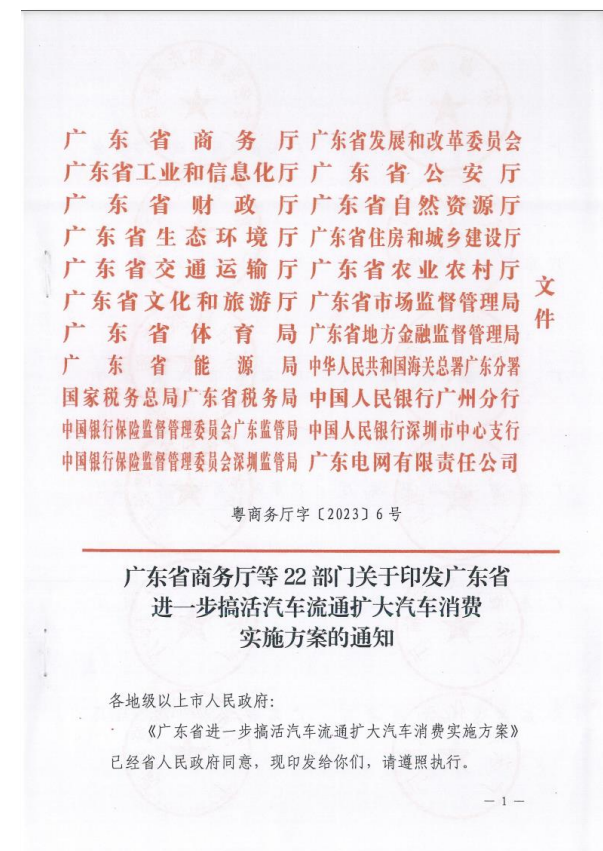 广东省商务厅 广东省发展和改革委员会
广东省工业和信息化厅 广东省公安厅
广东省财政厅 广东省自然资源厅
广东省生态环境厅 广东省住房和城乡建设厅
广东省交通运输厅 广东省农业农村厅
广东省文化和旅游厅 广东省市场监督管理局
广东省体育局 广东省地方金融监督管理局
广东省能源局 中华人民共和国海关总署广东分署
国家税务总局广东省税务局 中国人民银行广州分行
中国银行保险监督管理委员会广东监管局 中国人民银行深圳市中心支行
中国银行保险监督管理委员会深圳监管局 广东电网有限责任公司
文件
粤商务厅字〔2023〕6号
广东省商务厅等22部门关于印发广东省
进一步搞活汽车流通扩大汽车消费
实施方案的通知
各地级以上市人民政府:
《广东省进一步搞活汽车流通扩大汽车消费实施方案》
已经省人民政府同意，现印发给你们，请遵照执行。
— 1 —